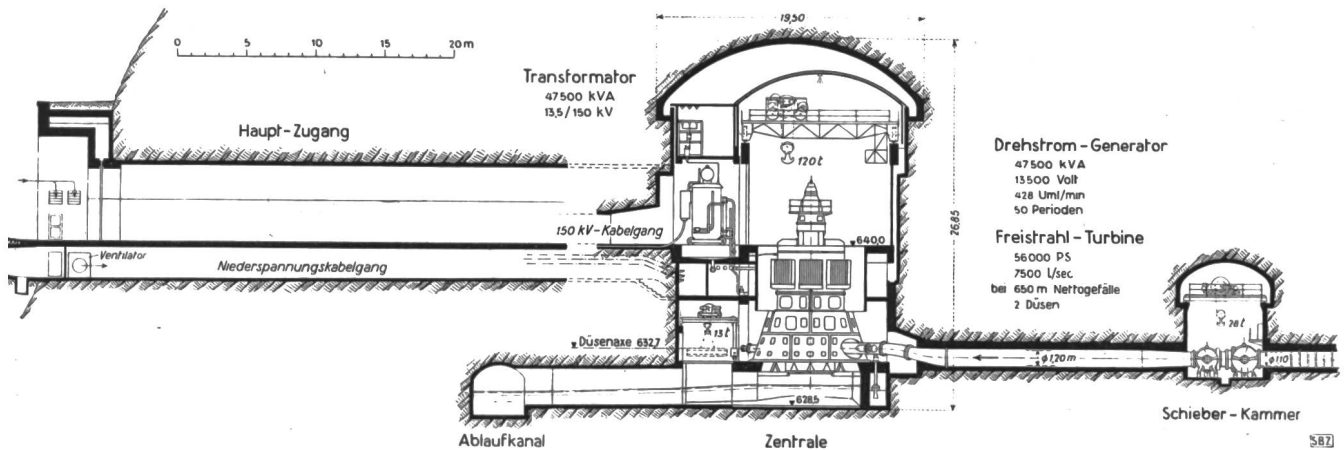 19,50
0 5 10 15 20 m
Transformator
47500 kVA
13,5/150 kV
Haupt-Zugang
120 t
Drehstrom-Generator
47500 kVA
13500 Volt
428 Uml/min
50 Perioden
26,85
150 kV-Kabelgang
640,0
Freistrahl-Turbine
56000 PS
7500 l/sec
bei 650 m Nettogefälle
2 Düsen
Ventilator
Niederspannungskabelgang
28 t
13 t
Düsenaxe 632,7
φ 1,20 m
φ 1,10
628,5
Ablaufkanal
Zentrale
Schieber-Kammer
SBZ